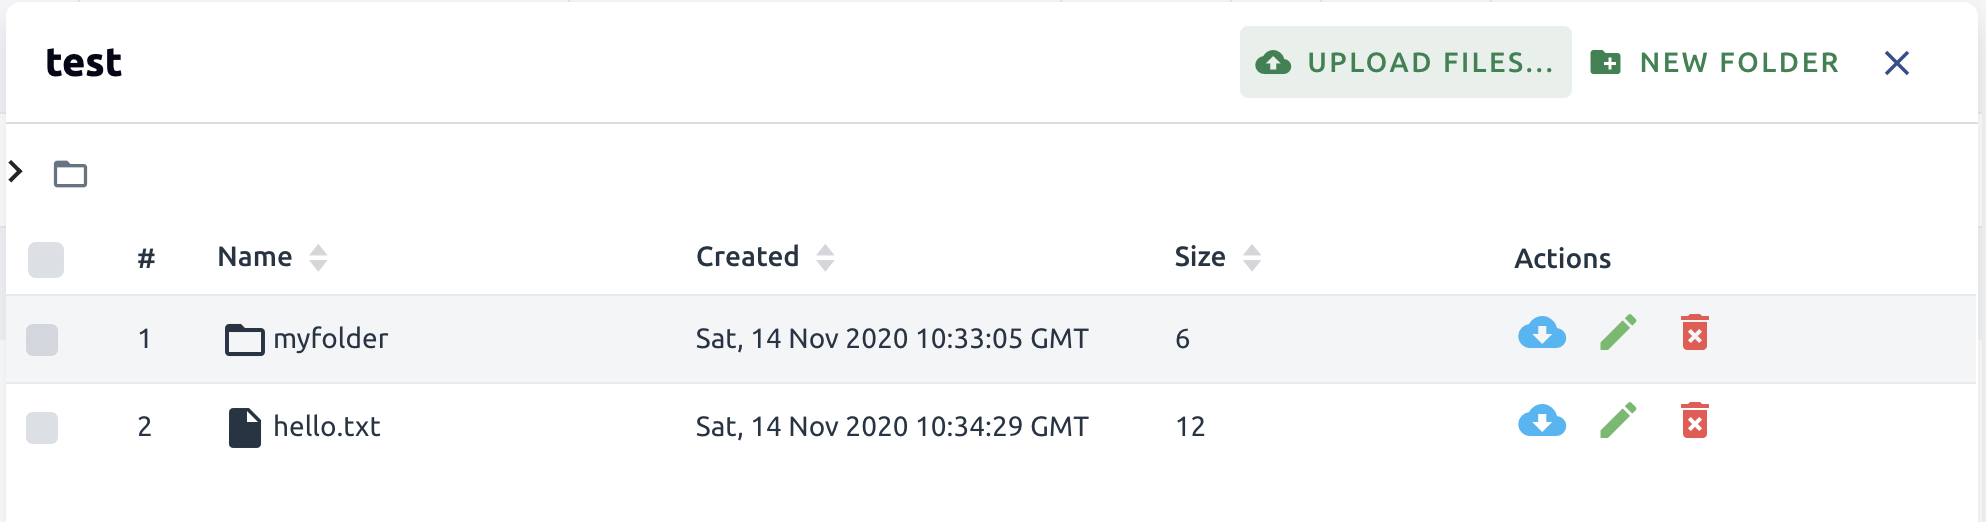 test UPLOAD FILES... NEW FOLDER
# Name Created Size Actions
1 myfolder Sat, 14 Nov 2020 10:33:05 GMT 6
2 hello.txt Sat, 14 Nov 2020 10:34:29 GMT 12